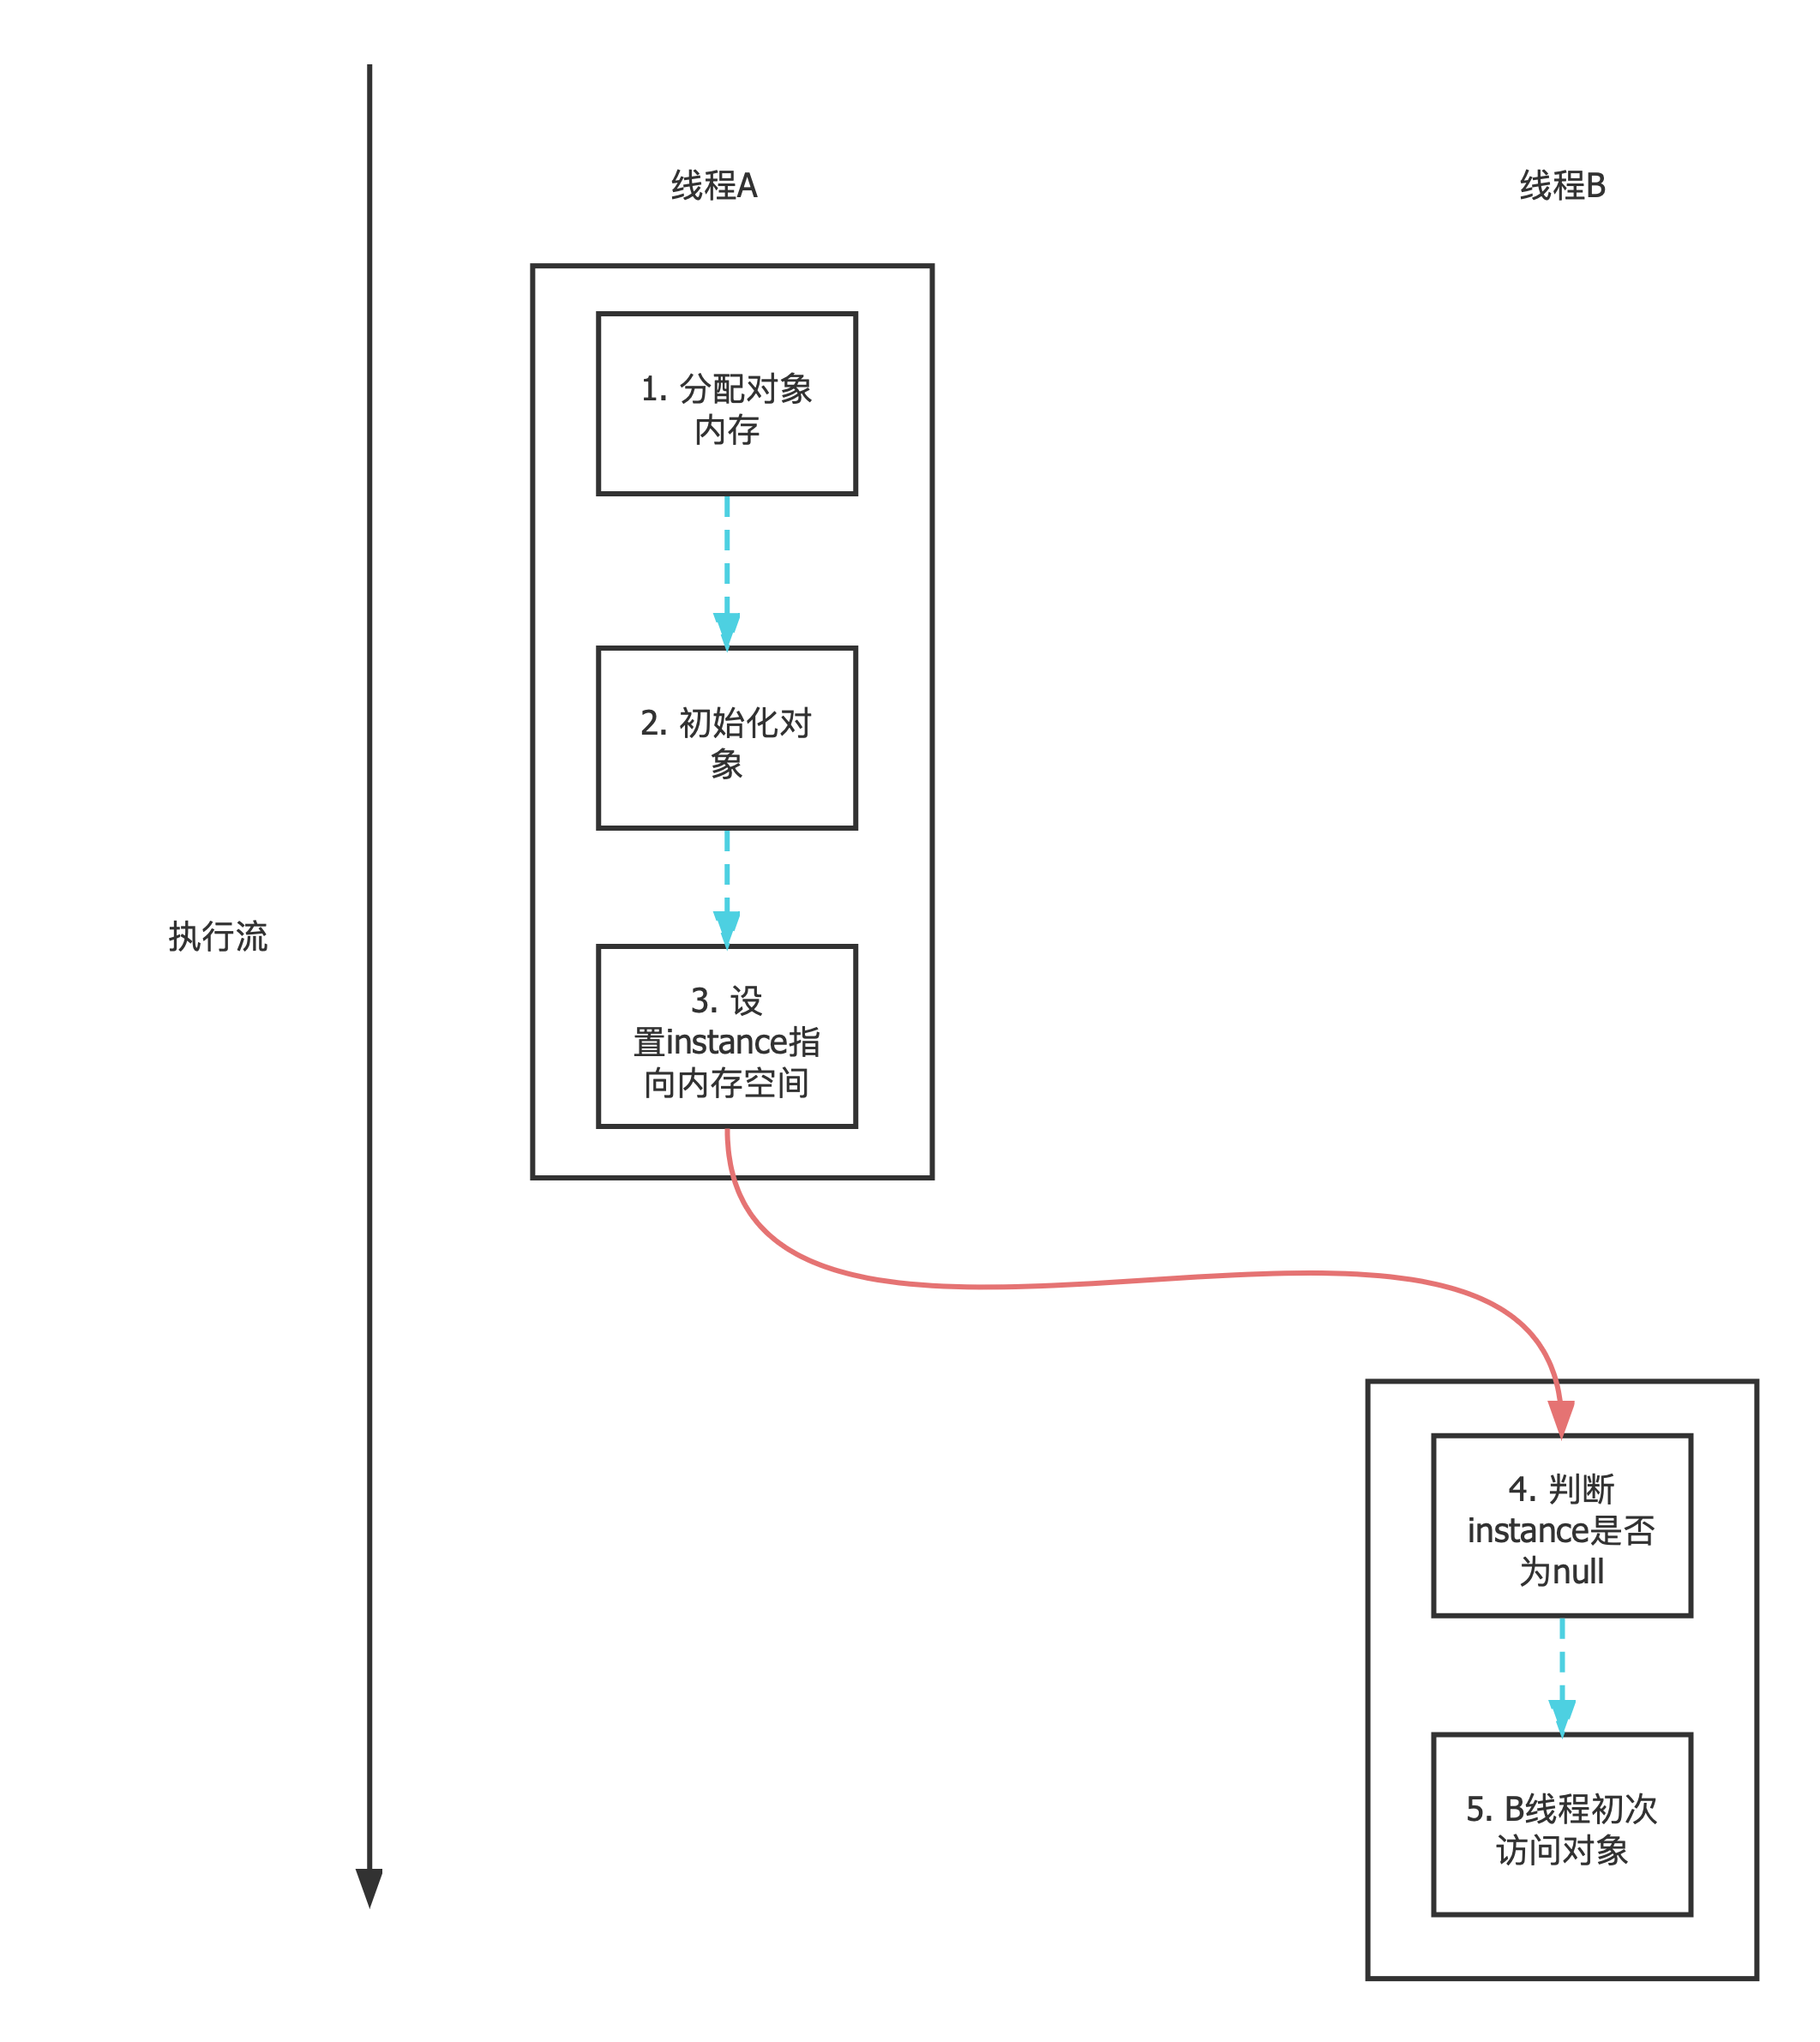 线程A
线程B
1. 分配对象
内存
2. 初始化对
象
执行流
3. 设
置instance指
向内存空间
4. 判断
instance是否
为null
5. B线程初次
访问对象